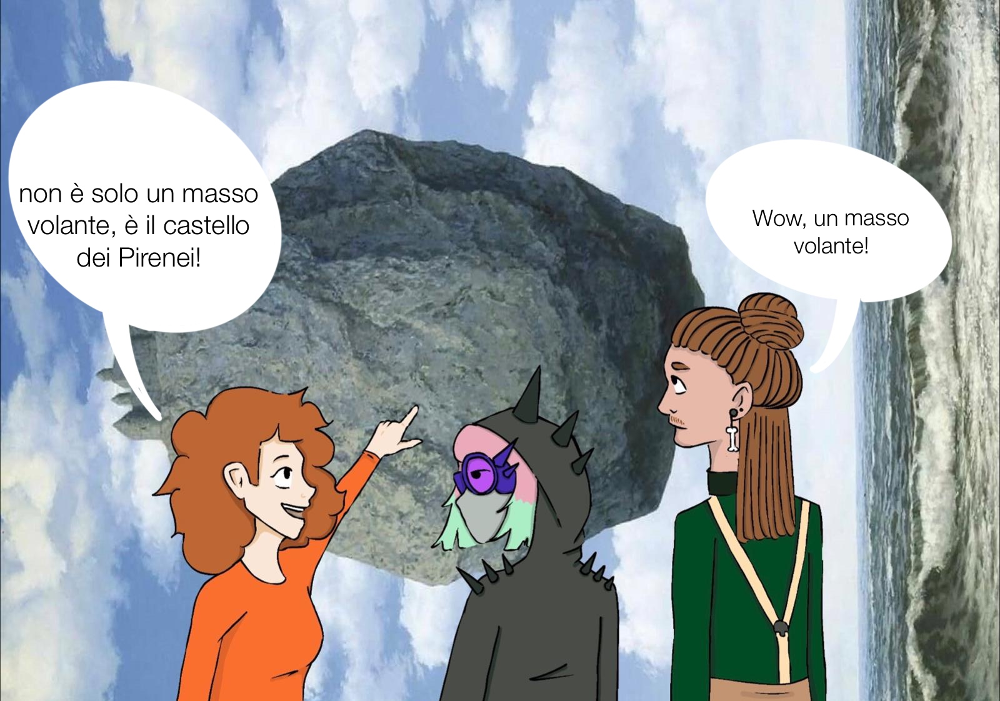 non è solo un masso
volante, è il castello
dei Pirenei!
Wow, un masso
volante!